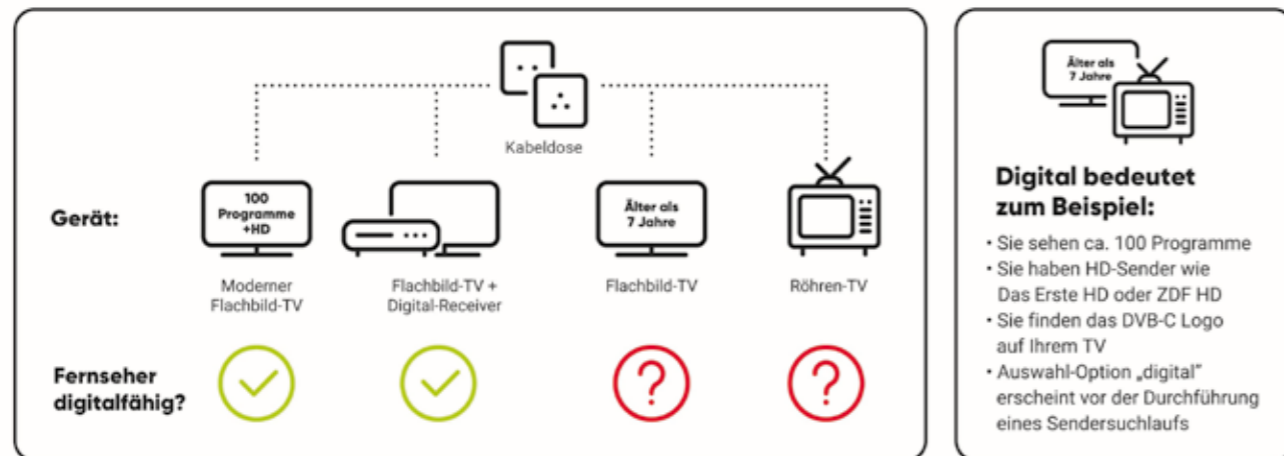 Kabeldose
Gerät:
100
Programme
+HD
Älter als
7 Jahre
Moderner
Flachbild-TV
Flachbild-TV +
Digital-Receiver
Flachbild-TV
Röhren-TV
Fernseher
digitalfähig?
?
?
Älter als
7 Jahre
Digital bedeutet
zum Beispiel:
• Sie sehen ca. 100 Programme
• Sie haben HD-Sender wie
Das Erste HD oder ZDF HD
• Sie finden das DVB-C Logo
auf Ihrem TV
• Auswahl-Option „digital”
erscheint vor der Durchführung
eines Sendersuchlaufs